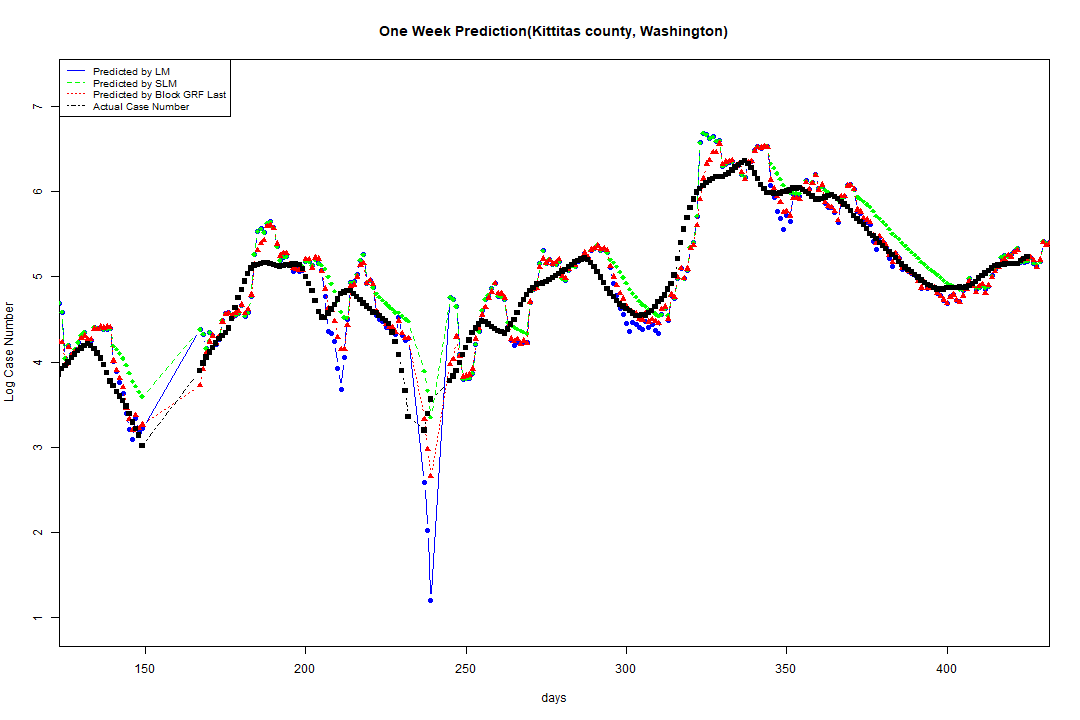 One Week Prediction(Kittitas county, Washington)
Predicted by LM
Predicted by SLM
Predicted by Block GRF Last
Actual Case Number
7
6
5
4
3
2
1
Log Case Number
150 200 250 300 350 400
days